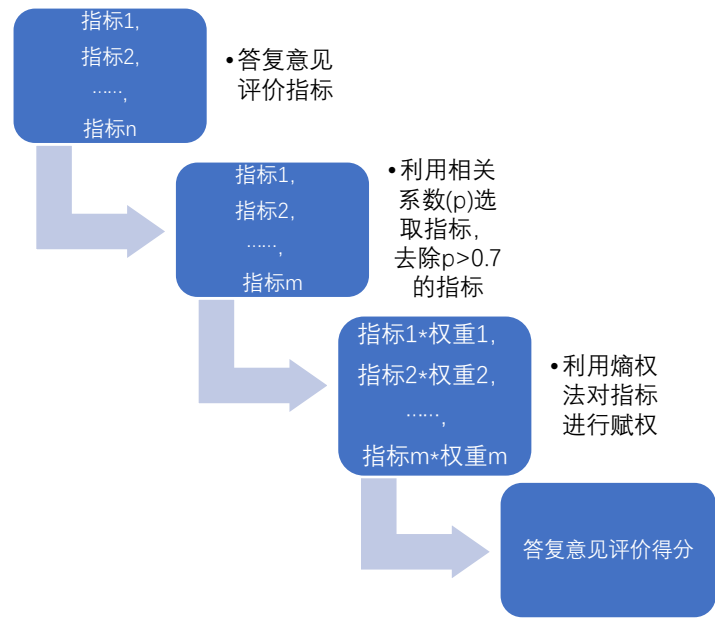 指标1,
指标2,
……,
指标n
•答复意见
评价指标
指标1,
指标2,
……,
指标m
•利用相关
系数(p)选
取指标,
去除p>0.7
的指标
指标1*权重1,
指标2*权重2,
……,
指标m*权重m
•利用熵权
法对指标
进行赋权
答复意见评价得分